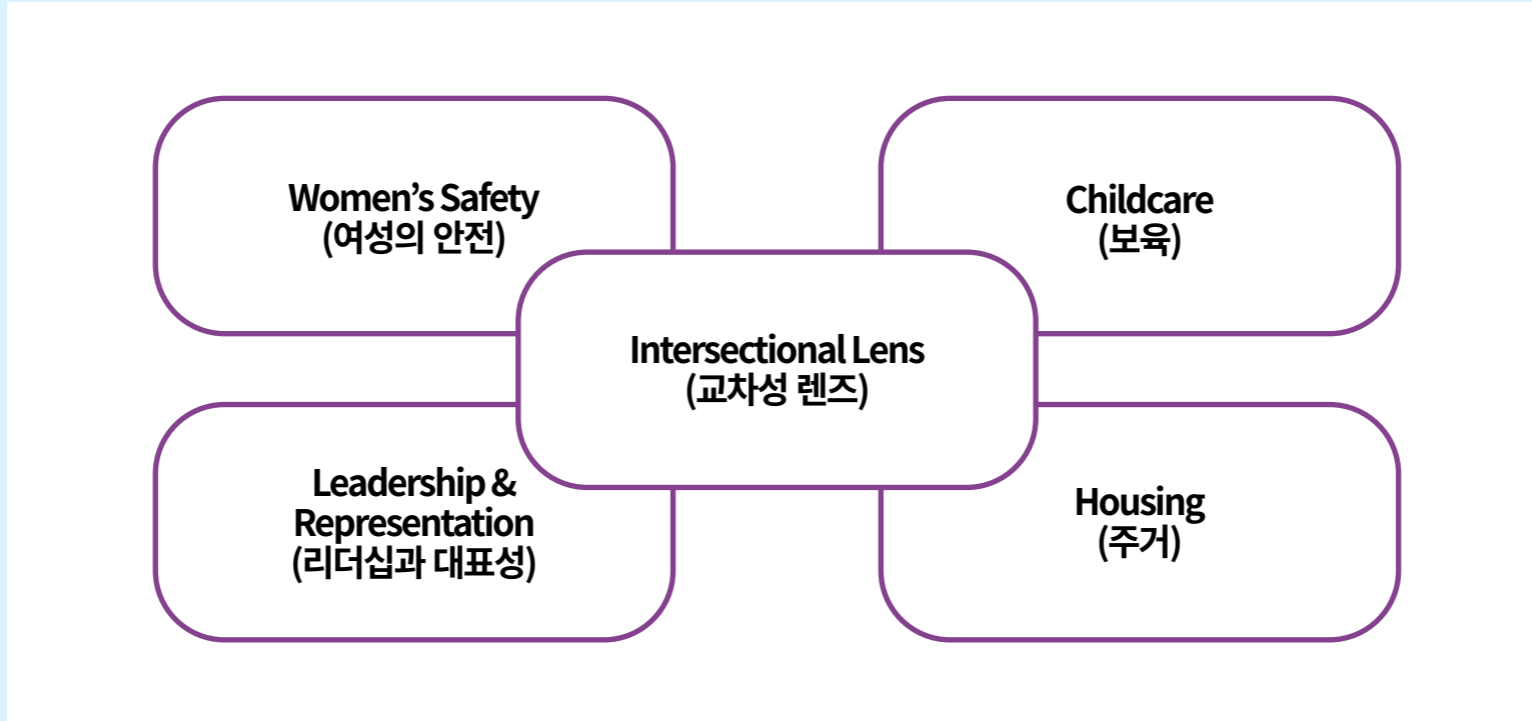 Women’s Safety
(여성의 안전)
Childcare
(보육)
Intersectional Lens
(교차성 렌즈)
Leadership &
Representation
(리더십과 대표성)
Housing
(주거)